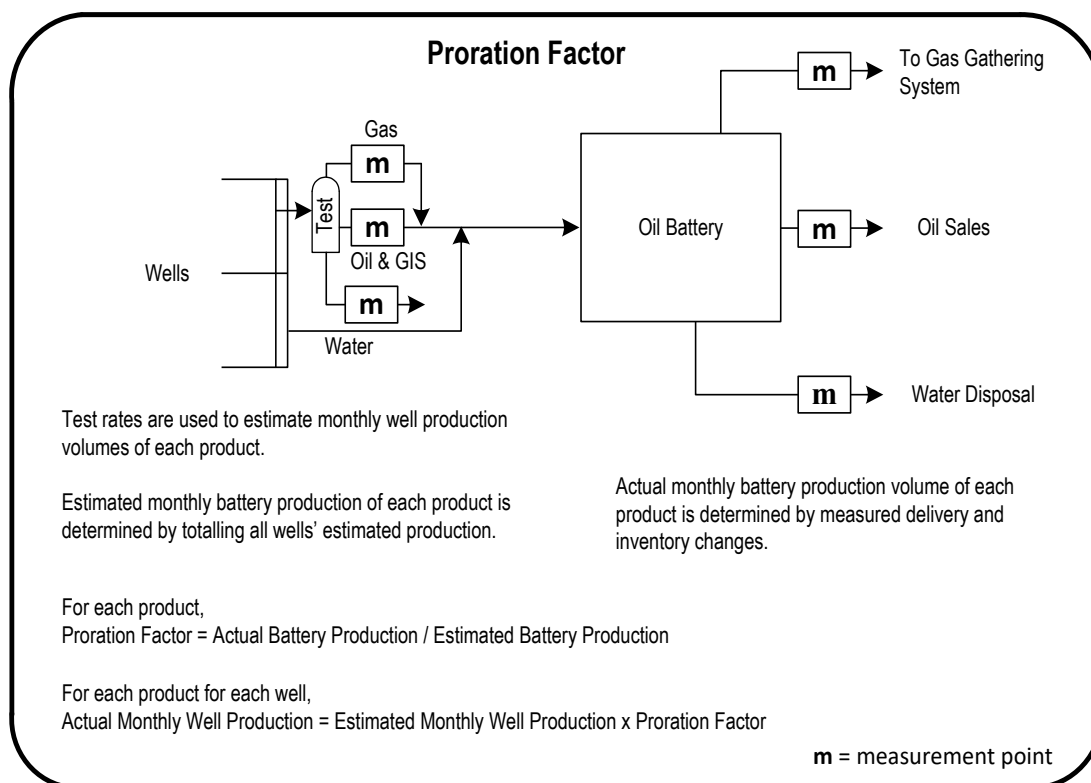 Proration Factor
m
To Gas Gathering
System
Gas
m
Test
m
Oil & GIS
Oil Battery
m
Oil Sales
Wells
m
Water
m
Water Disposal
Test rates are used to estimate monthly well production
volumes of each product.
Estimated monthly battery production of each product is
determined by totalling all wells’ estimated production.
Actual monthly battery production volume of each
product is determined by measured delivery and
inventory changes.
For each product,
Proration Factor = Actual Battery Production / Estimated Battery Production
For each product for each well,
Actual Monthly Well Production = Estimated Monthly Well Production x Proration Factor
m = measurement point